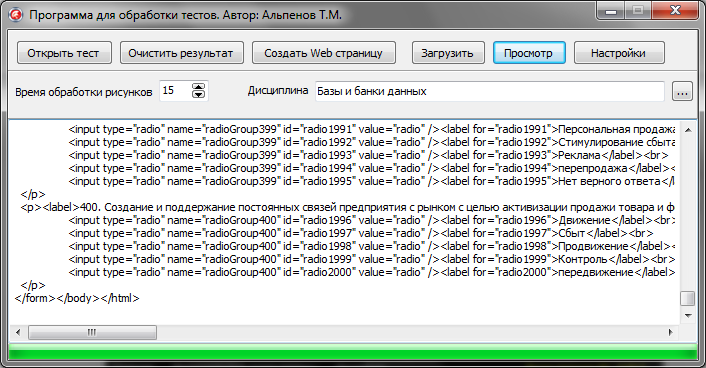 Программа для обработки тестов. Автор: Альпенов Т.М.
Открыть тест Очистить результат Создать Web страницу Загрузить Просмотр Настройки
Время обработки рисунков 15 Дисциплина Базы и банки данных ...
<input type="radio" name="radioGroup399" id="radio1991" value="radio" /><label for="radio1991">Персональная продажа
<input type="radio" name="radioGroup399" id="radio1992" value="radio" /><label for="radio1992">Стимулирование сбыта
<input type="radio" name="radioGroup399" id="radio1993" value="radio" /><label for="radio1993">Реклама</label><br>
<input type="radio" name="radioGroup399" id="radio1994" value="radio" /><label for="radio1994">перепродажа</label><
<input type="radio" name="radioGroup399" id="radio1995" value="radio" /><label for="radio1995">Нет верного ответа</
</p>
<p><label>400. Создание и поддержание постоянных связей предприятия с рынком с целью активизации продажи товара и ф
<input type="radio" name="radioGroup400" id="radio1996" value="radio" /><label for="radio1996">Движение</label><br>
<input type="radio" name="radioGroup400" id="radio1997" value="radio" /><label for="radio1997">Сбыт</label><br>
<input type="radio" name="radioGroup400" id="radio1998" value="radio" /><label for="radio1998">Продвижение</label><
<input type="radio" name="radioGroup400" id="radio1999" value="radio" /><label for="radio1999">Контроль</label><br>
<input type="radio" name="radioGroup400" id="radio2000" value="radio" /><label for="radio2000">передвижение</label>
</p>
</form></body></html>